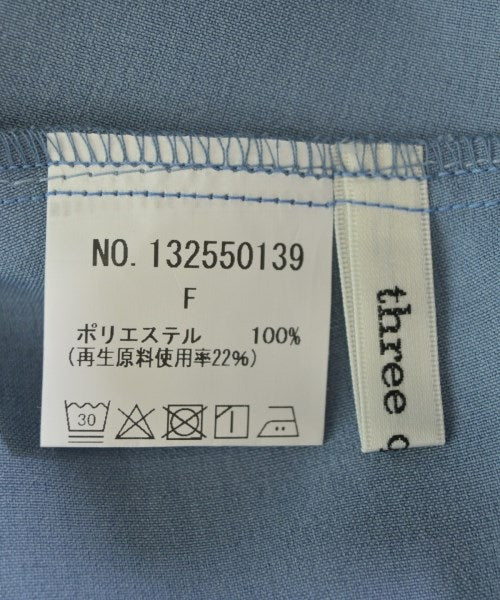 NO. 132550139
F
ポリエステル 100%
(再生原料使用率22%)
30
three